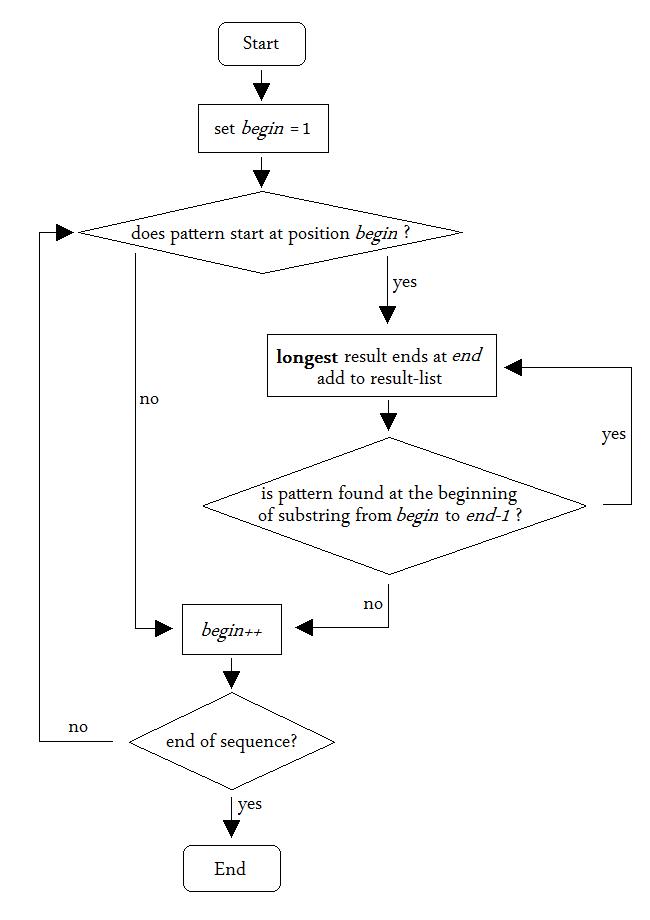 Start
set begin = 1
does pattern start at position begin ?
yes
longest result ends at end
add to result-list
no
yes
is pattern found at the beginning
of substring from begin to end-1 ?
no
begin++
no
end of sequence?
yes
End